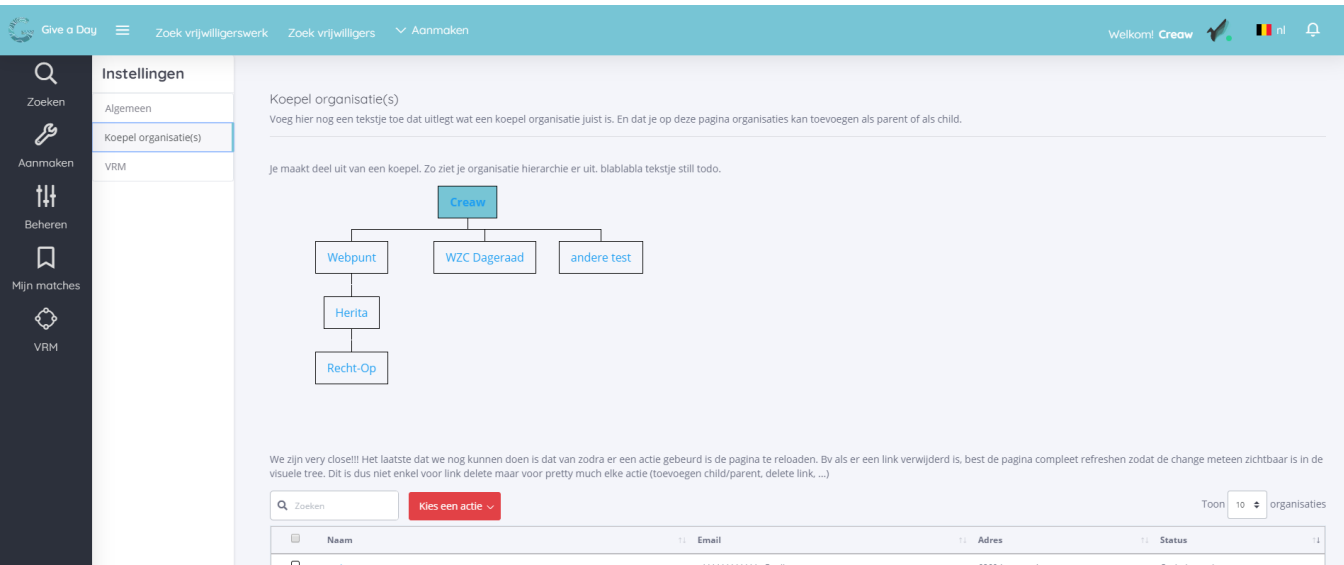 Give a Day
Zoek vrijwilligerswerk
Zoek vrijwilligers
Aanmaken
Welkom! Creaw
nl
Zoeken
Aanmaken
Beheren
Mijn matches
VRM
Instellingen
Algemeen
Koepel organisatie(s)
VRM
Koepel organisatie(s)
Voeg hier nog een tekstje toe dat uitlegt wat een koepel organisatie juist is. En dat je op deze pagina organisaties kan toevoegen als parent of als child.
Je maakt deel uit van een koepel. Zo ziet je organisatie hierarchie er uit. blablabla tekstje still todo.
Creaw
Webpunt
WZC Dageraad
andere test
Herita
Recht-Op
We zijn very close!!! Het laatste dat we nog kunnen doen is dat van zodra er een actie gebeurd is de pagina te reloaden. Bv als er een link verwijderd is, best de pagina compleet refreshen zodat de change meteen zichtbaar is in de
visuele tree. Dit is dus niet enkel voor link delete maar voor pretty much elke actie (toevoegen child/parent, delete link, ...)
Zoeken
Kies een actie
Toon 10 organisaties
Naam
Email
Adres
Status